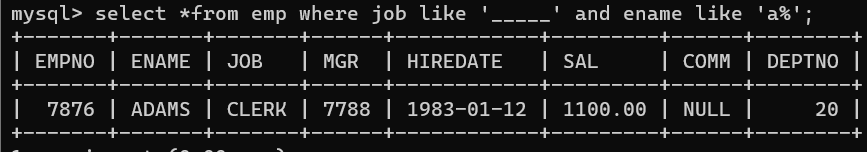 mysql> select *from emp where job like '_____' and ename like 'a%';
+-------+-------+-------+------+------------+---------+------+--------+
| EMPNO | ENAME | JOB   | MGR  | HIREDATE   | SAL     | COMM | DEPTNO |
+-------+-------+-------+------+------------+---------+------+--------+
|  7876 | ADAMS | CLERK | 7788 | 1983-01-12 | 1100.00 | NULL |     20 |
+-------+-------+-------+------+------------+---------+------+--------+